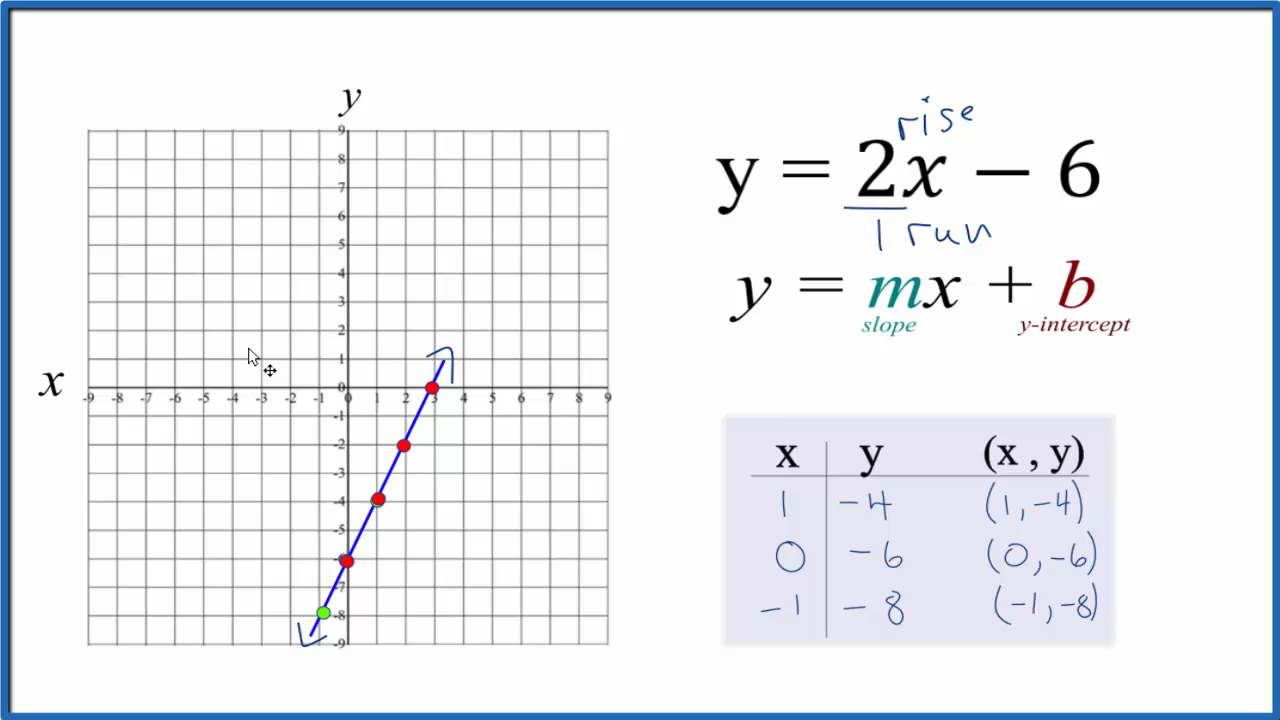 y
9
8
7
6
5
4
3
2
1
x
0
-9 -8 -7 -6 -5 -4 -3 -2 -1 0 1 2 3 4 5 6 7 8 9
-1
-2
-3
-4
-5
-6
-7
-8
-9
rise
y = 2x − 6
1 run
y = mx + b
slope y-intercept
x y (x , y)
1 -4 (1, -4)
0 -6 (0, -6)
-1 -8 (-1, -8)